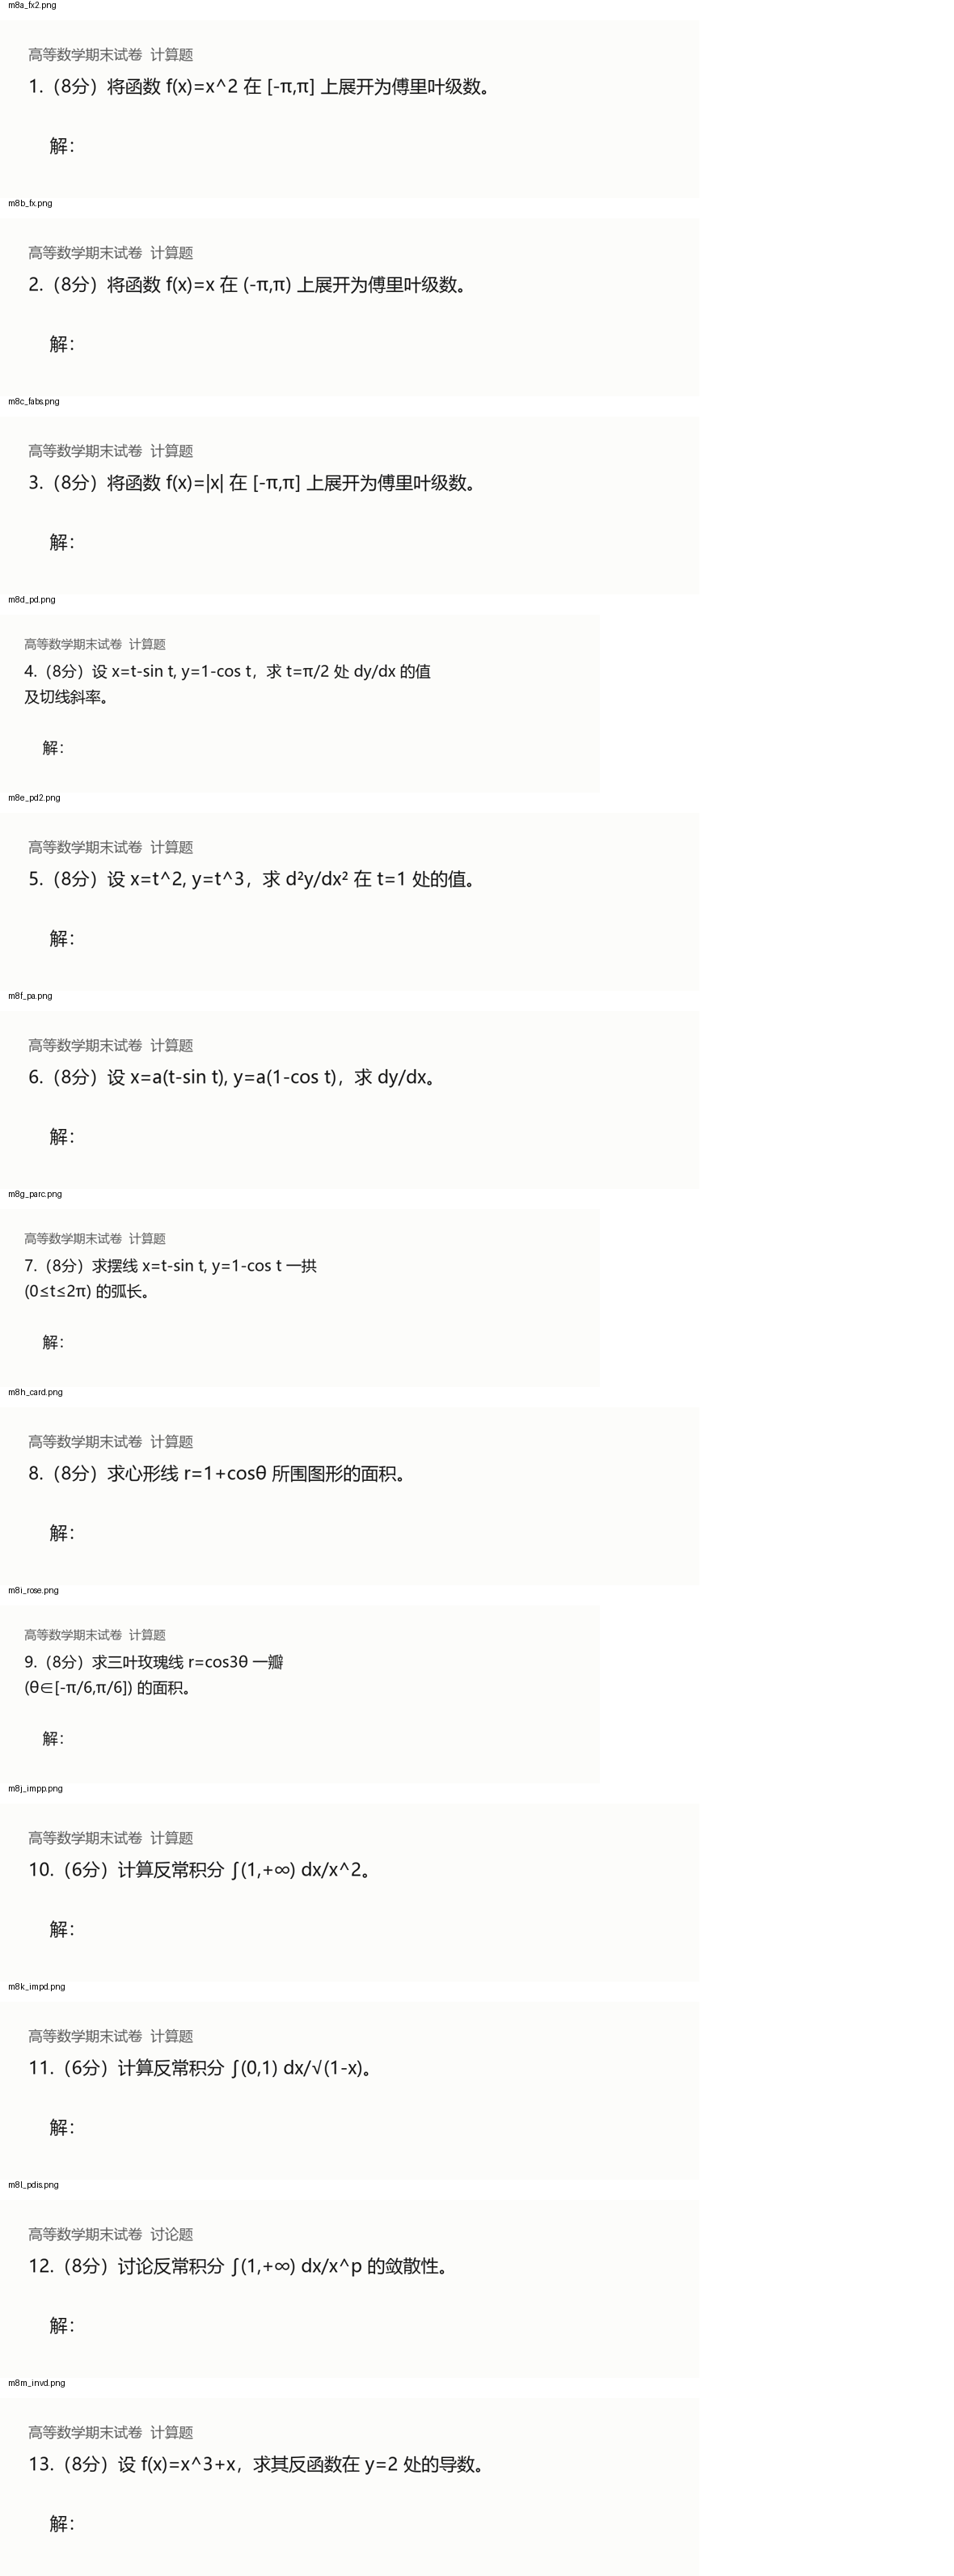 m8a_fx2.png
高等数学期末试卷 计算题
1.（8分）将函数 f(x)=x^2 在 [-π,π] 上展开为傅里叶级数。
解：
m8b_fx.png
高等数学期末试卷 计算题
2.（8分）将函数 f(x)=x 在 (-π,π) 上展开为傅里叶级数。
解：
m8c_fabs.png
高等数学期末试卷 计算题
3.（8分）将函数 f(x)=|x| 在 [-π,π] 上展开为傅里叶级数。
解：
m8d_pd.png
高等数学期末试卷 计算题
4.（8分）设 x=t-sin t, y=1-cos t，求 t=π/2 处 dy/dx 的值
及切线斜率。
解：
m8e_pd2.png
高等数学期末试卷 计算题
5.（8分）设 x=t^2, y=t^3，求 d²y/dx² 在 t=1 处的值。
解：
m8f_pa.png
高等数学期末试卷 计算题
6.（8分）设 x=a(t-sin t), y=a(1-cos t)，求 dy/dx。
解：
m8g_parc.png
高等数学期末试卷 计算题
7.（8分）求摆线 x=t-sin t, y=1-cos t 一拱
(0≤t≤2π) 的弧长。
解：
m8h_card.png
高等数学期末试卷 计算题
8.（8分）求心形线 r=1+cosθ 所围图形的面积。
解：
m8i_rose.png
高等数学期末试卷 计算题
9.（8分）求三叶玫瑰线 r=cos3θ 一瓣
(θ∈[-π/6,π/6]) 的面积。
解：
m8j_impp.png
高等数学期末试卷 计算题
10.（6分）计算反常积分 ∫(1,+∞) dx/x^2。
解：
m8k_impd.png
高等数学期末试卷 计算题
11.（6分）计算反常积分 ∫(0,1) dx/√(1-x)。
解：
m8l_pdis.png
高等数学期末试卷 讨论题
12.（8分）讨论反常积分 ∫(1,+∞) dx/x^p 的敛散性。
解：
m8m_invd.png
高等数学期末试卷 计算题
13.（8分）设 f(x)=x^3+x，求其反函数在 y=2 处的导数。
解：